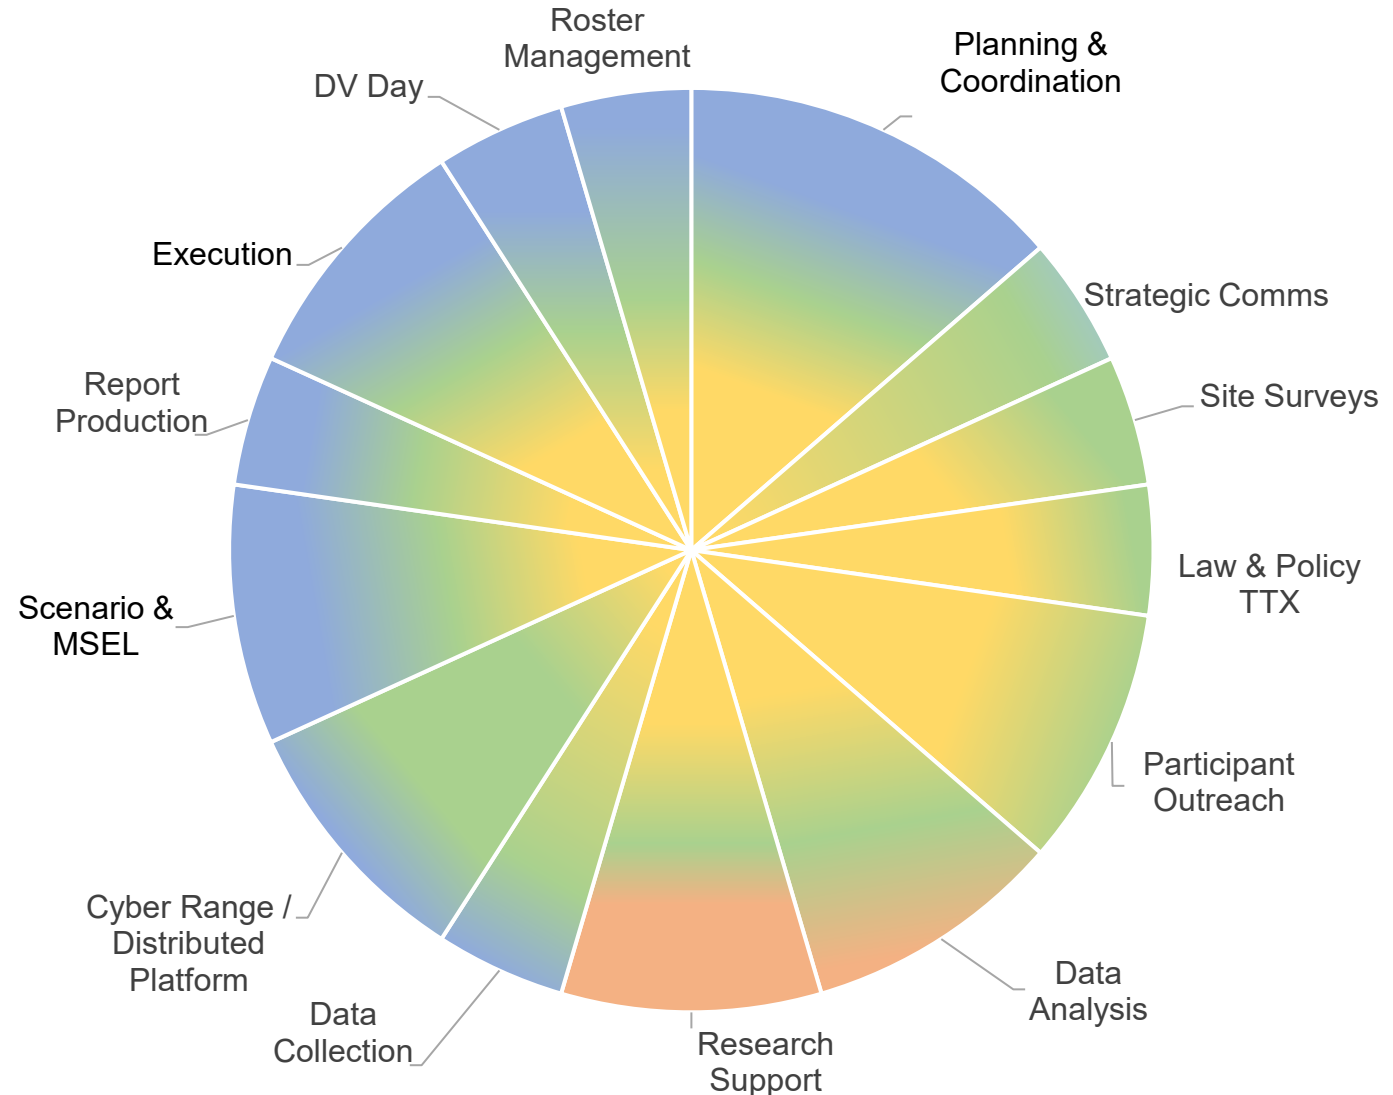 Roster
Management
Planning &
Coordination
DV Day
Strategic Comms
Execution
Site Surveys
Report
Production
Law & Policy
TTX
Scenario &
MSEL
Participant
Outreach
Cyber Range /
Distributed
Platform
Data
Analysis
Data
Collection
Research
Support